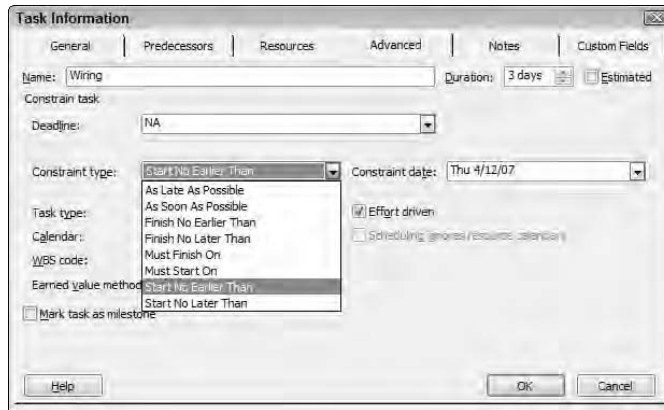 Task Information
General Predecessors Resources Advanced Notes Custom Fields
Name: Wiring Duration: 3 days Estimated
Constrain task
Deadline: NA
Constraint type: Start No Earlier Than Constraint date: Thu 4/12/07
As Late As Possible
As Soon As Possible
Task type: Effort driven
Finish No Earlier Than
Calendar: Scheduling ignores resource calendars
Finish No Later Than
WBS code:
Must Finish On
Must Start On
Earned value method
Start No Earlier Than
Start No Later Than
Mark task as milestone
Help OK Cancel